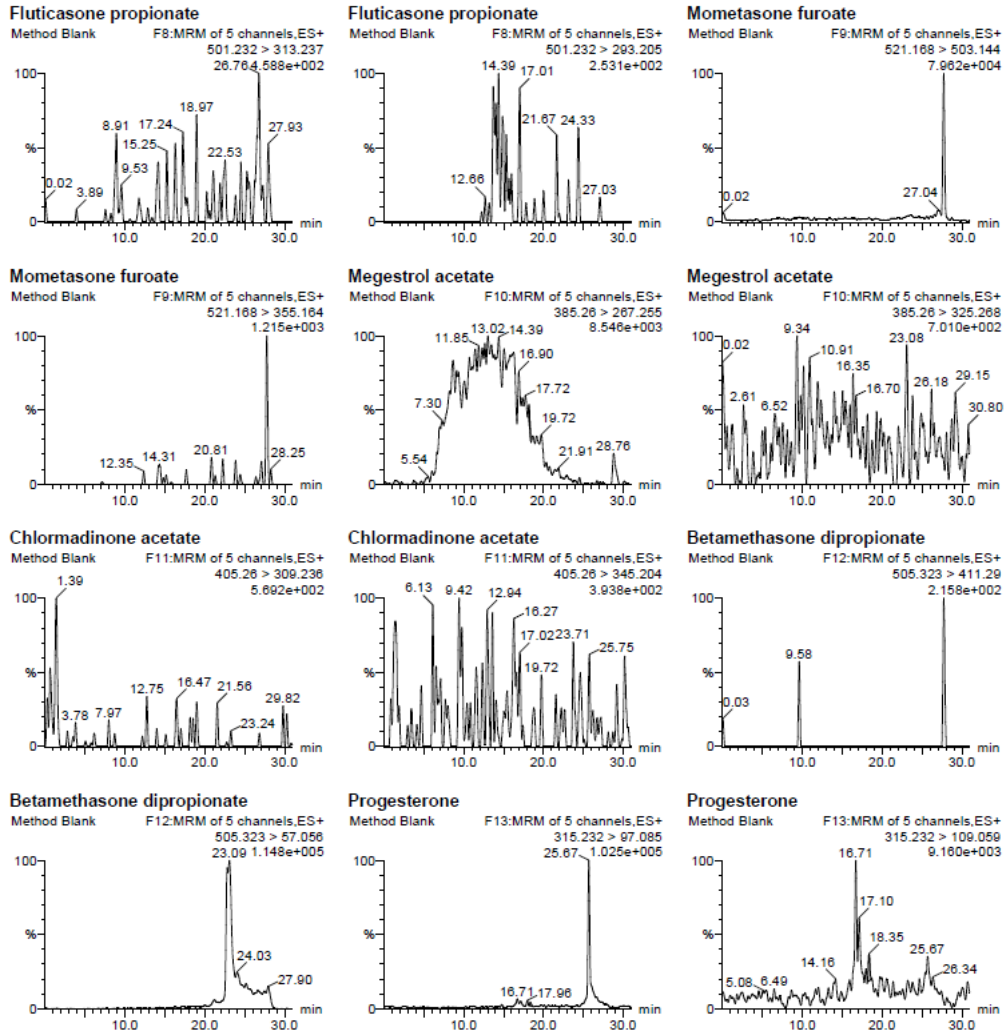 Fluticasone propionate
Method Blank F8:MRM of 5 channels,ES+
501.232 > 313.237
26.76 4.588e+002
100
%
0
0.02
3.89
8.91
9.53
15.25
17.24
18.97
22.53
27.93
10.0 20.0 30.0 min
Fluticasone propionate
Method Blank F8:MRM of 5 channels,ES+
501.232 > 293.205
2.531e+002
100
%
0
12.66
14.39
17.01
21.67
24.33
27.03
10.0 20.0 30.0 min
Mometasone furoate
Method Blank F9:MRM of 5 channels,ES+
521.168 > 503.144
7.962e+004
100
%
0
0.02
27.04
10.0 20.0 30.0 min
Mometasone furoate
Method Blank F9:MRM of 5 channels,ES+
521.168 > 355.164
1.215e+003
100
%
0
12.35
14.31
20.81
28.25
10.0 20.0 30.0 min
Megestrol acetate
Method Blank F10:MRM of 5 channels,ES+
385.26 > 267.255
8.546e+003
100
%
0
5.54
7.30
11.85
13.02
14.39
16.90
17.72
19.72
21.91
28.76
10.0 20.0 30.0 min
Megestrol acetate
Method Blank F10:MRM of 5 channels,ES+
385.26 > 325.268
7.010e+002
100
%
0
0.02
2.61
6.52
9.34
10.91
16.35
16.70
23.08
26.18
29.15
30.80
10.0 20.0 30.0 min
Chlormadinone acetate
Method Blank F11:MRM of 5 channels,ES+
405.26 > 309.236
5.692e+002
100
%
0
1.39
3.78
7.97
12.75
16.47
21.56
23.24
29.82
10.0 20.0 30.0 min
Chlormadinone acetate
Method Blank F11:MRM of 5 channels,ES+
405.26 > 345.204
3.938e+002
100
%
0
6.13
9.42
12.94
16.27
17.02
19.72
23.71
25.75
10.0 20.0 30.0 min
Betamethasone dipropionate
Method Blank F12:MRM of 5 channels,ES+
505.323 > 411.29
2.158e+002
100
%
0
0.03
9.58
10.0 20.0 30.0 min
Betamethasone dipropionate
Method Blank F12:MRM of 5 channels,ES+
505.323 > 57.056
23.09 1.148e+005
100
%
0
24.03
27.90
10.0 20.0 30.0 min
Progesterone
Method Blank F13:MRM of 5 channels,ES+
315.232 > 97.085
25.67 1.025e+005
100
%
0
16.71
17.96
10.0 20.0 30.0 min
Progesterone
Method Blank F13:MRM of 5 channels,ES+
315.232 > 109.059
9.160e+003
100
%
0
5.08
6.49
14.16
16.71
17.10
18.35
25.67
26.34
10.0 20.0 30.0 min